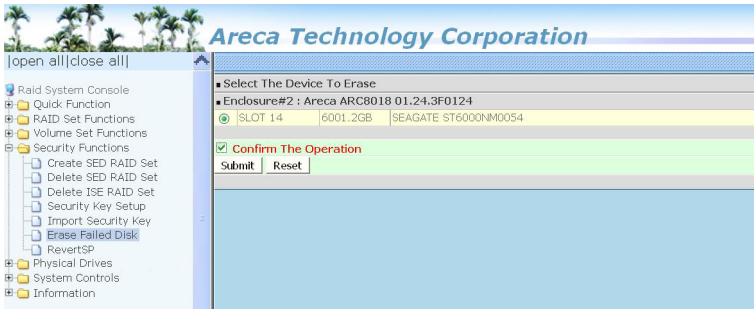 Areca Technology Corporation
|open all|close all|
Raid System Console
Quick Function
RAID Set Functions
Volume Set Functions
Security Functions
Create SED RAID Set
Delete SED RAID Set
Delete ISE RAID Set
Security Key Setup
Import Security Key
Erase Failed Disk
RevertSP
Physical Drives
System Controls
Information
Select The Device To Erase
Enclosure#2 : Areca ARC8018 01.24.3F0124
SLOT 14 6001.2GB SEAGATE ST6000NM0054
Confirm The Operation
Submit Reset